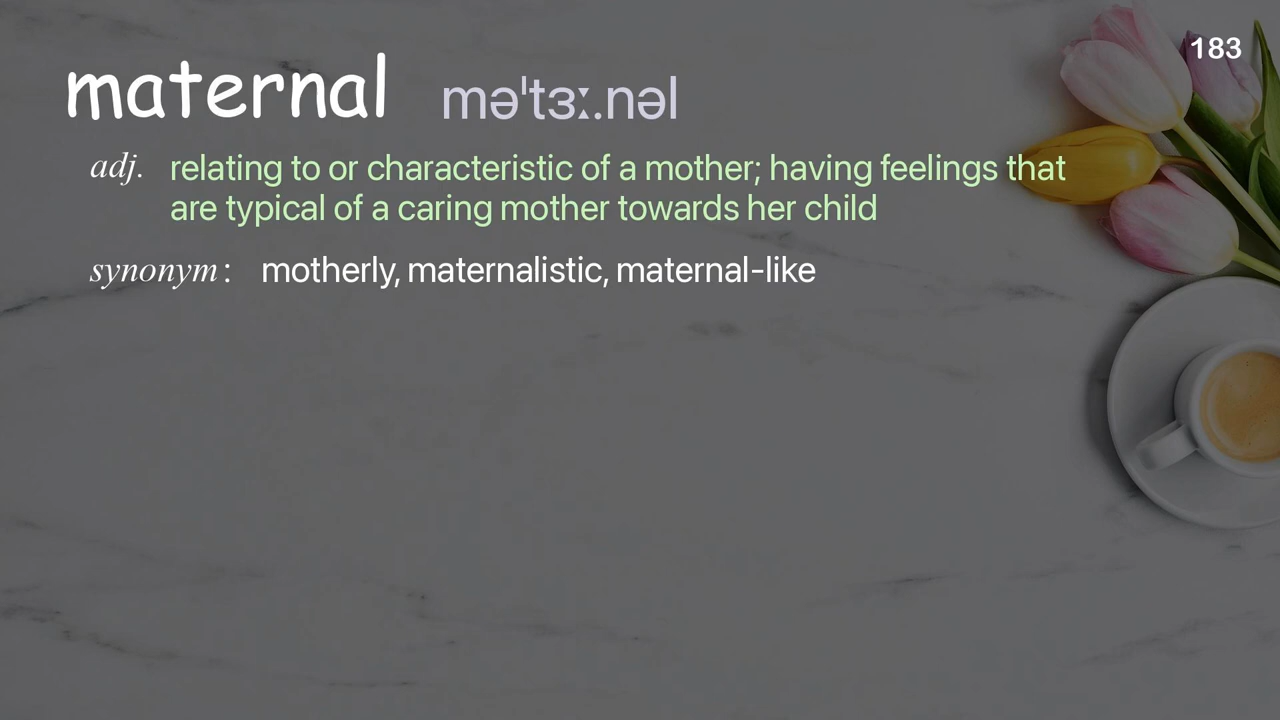 183
maternal məˈtɜː.nəl
adj. relating to or characteristic of a mother; having feelings that
are typical of a caring mother towards her child
synonym: motherly, maternalistic, maternal-like